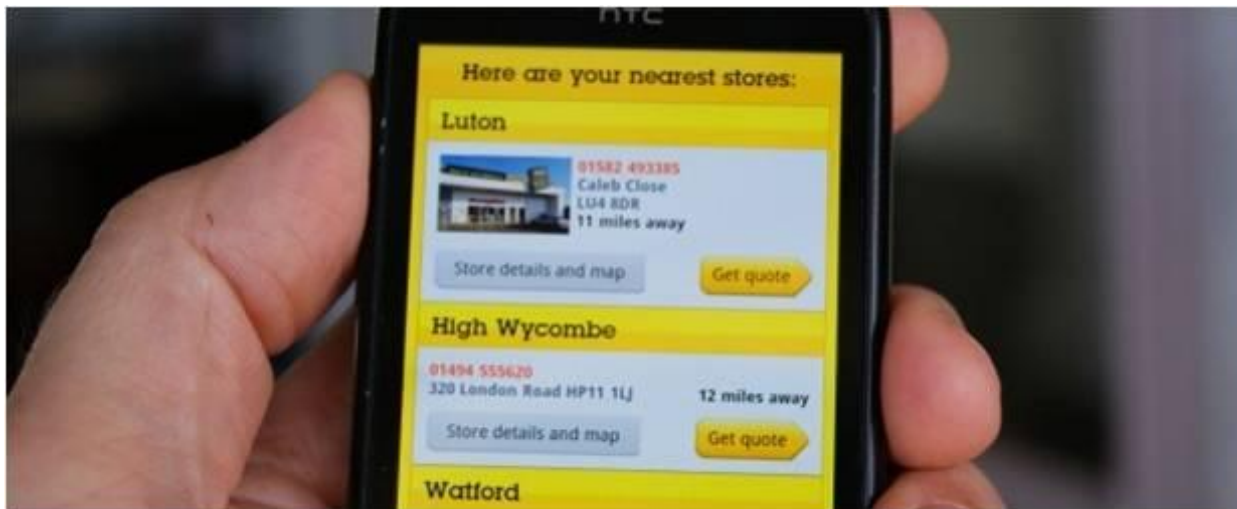 hTC
Here are your nearest stores:
Luton
01582 493385
Caleb Close
LU4 8DR
11 miles away
Store details and map
Get quote
High Wycombe
01494 555620
320 London Road HP11 1LJ
12 miles away
Store details and map
Get quote
Watford